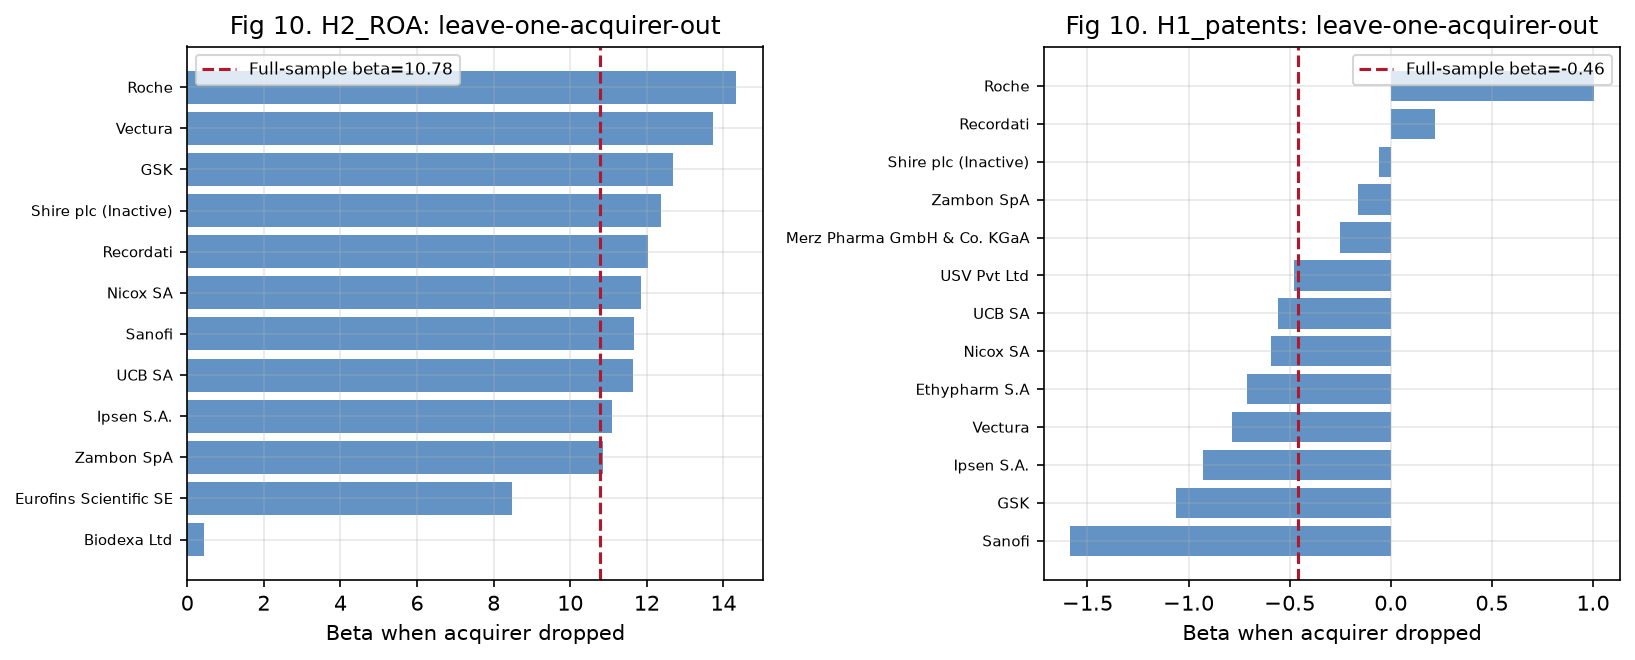 Fig 10. H2_ROA: leave-one-acquirer-out
Full-sample beta=10.78
Roche
Vectura
GSK
Shire plc (Inactive)
Recordati
Nicox SA
Sanofi
UCB SA
Ipsen S.A.
Zambon SpA
Eurofins Scientific SE
Biodexa Ltd
0 2 4 6 8 10 12 14
Beta when acquirer dropped
Fig 10. H1_patents: leave-one-acquirer-out
Full-sample beta=-0.46
Roche
Recordati
Shire plc (Inactive)
Zambon SpA
Merz Pharma GmbH & Co. KGaA
USV Pvt Ltd
UCB SA
Nicox SA
Ethypharm S.A
Vectura
Ipsen S.A.
GSK
Sanofi
−1.5 −1.0 −0.5 0.0 0.5 1.0
Beta when acquirer dropped